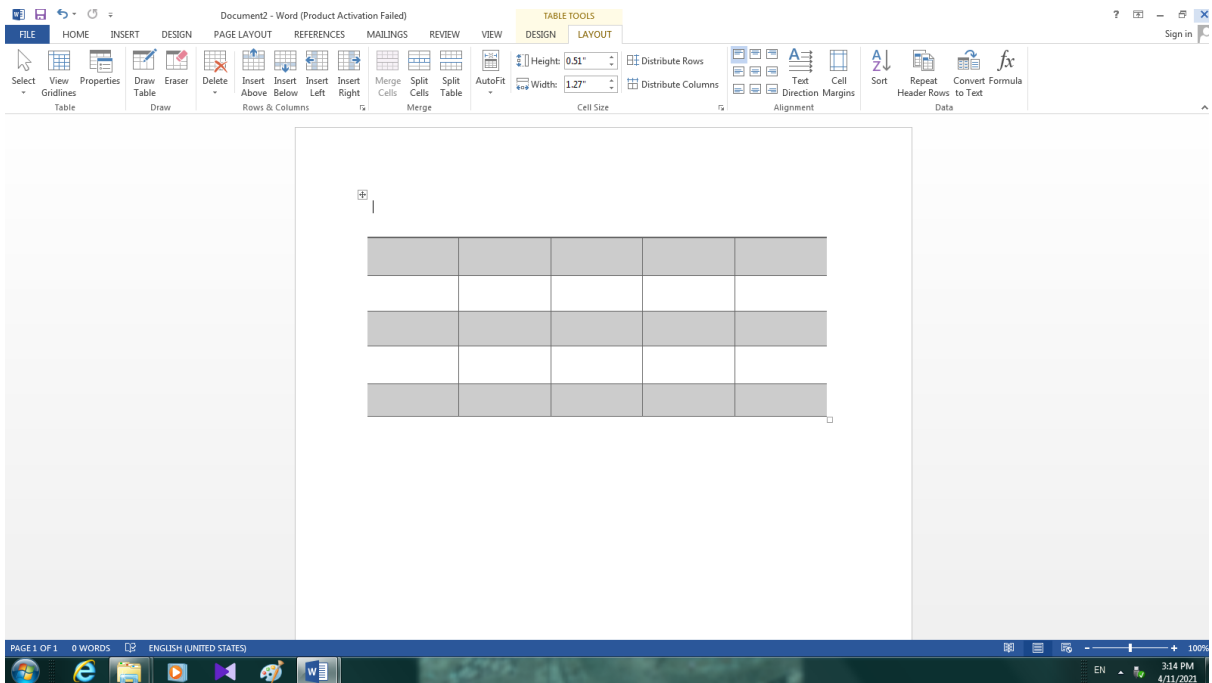 Document2 - Word (Product Activation Failed)
TABLE TOOLS
?
FILE HOME INSERT DESIGN PAGE LAYOUT REFERENCES MAILINGS REVIEW VIEW DESIGN LAYOUT Sign in
Select View Gridlines Properties
Table
Draw Table Eraser
Draw
Delete Insert Above Insert Below Insert Left Insert Right
Rows & Columns
Merge Cells Split Cells Split Table
Merge
AutoFit
Height: 0.51" Distribute Rows
Width: 1.27" Distribute Columns
Cell Size
Text Direction Cell Margins
Alignment
Sort Repeat Header Rows Convert to Text Formula
Data
PAGE 1 OF 1 0 WORDS ENGLISH (UNITED STATES) 100%
EN 3:14 PM
4/11/2021